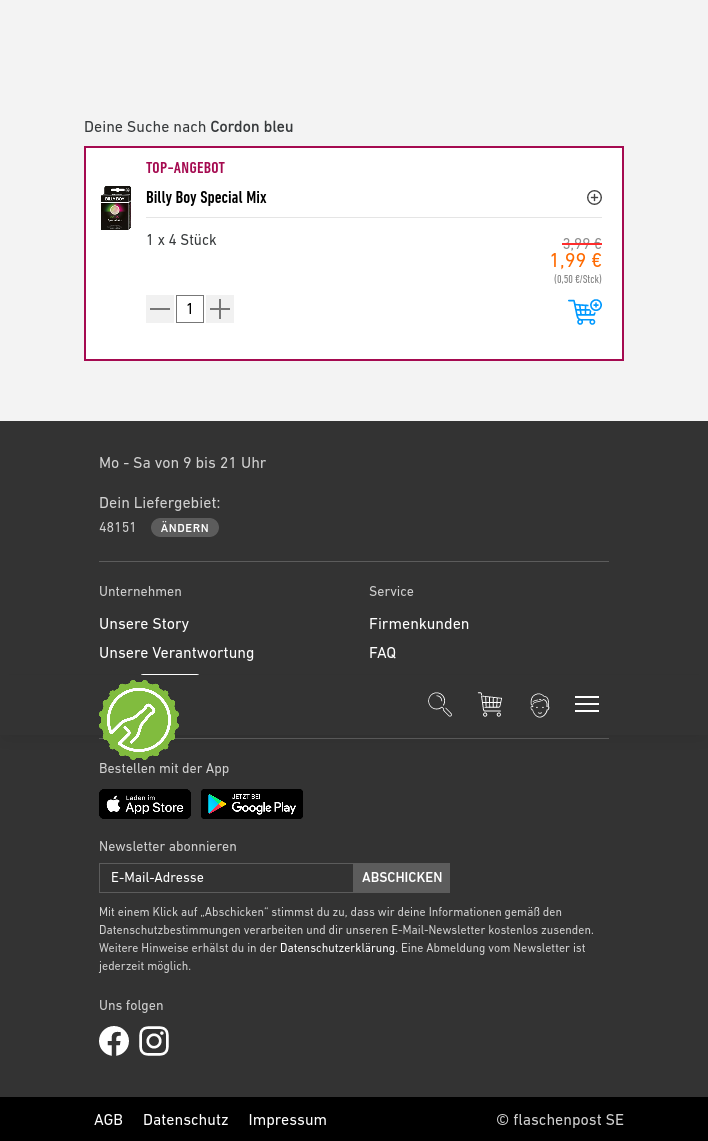 Deine Suche nach Cordon bleu
TOP-ANGEBOT
BILLY BOY
Billy Boy Special Mix
1 x 4 Stück
3,99 €
1,99 €
(0,50 €/Stck)
1
Mo - Sa von 9 bis 21 Uhr
Dein Liefergebiet:
48151 ÄNDERN
Unternehmen
Unsere Story
Unsere Verantwortung
Service
Firmenkunden
FAQ
Bestellen mit der App
Laden im
App Store
JETZT BEI
Google Play
Newsletter abonnieren
E-Mail-Adresse ABSCHICKEN
Mit einem Klick auf „Abschicken“ stimmst du zu, dass wir deine Informationen gemäß den
Datenschutzbestimmungen verarbeiten und dir unseren E-Mail-Newsletter kostenlos zusenden.
Weitere Hinweise erhälst du in der Datenschutzerklärung. Eine Abmeldung vom Newsletter ist
jederzeit möglich.
Uns folgen
AGB Datenschutz Impressum © flaschenpost SE